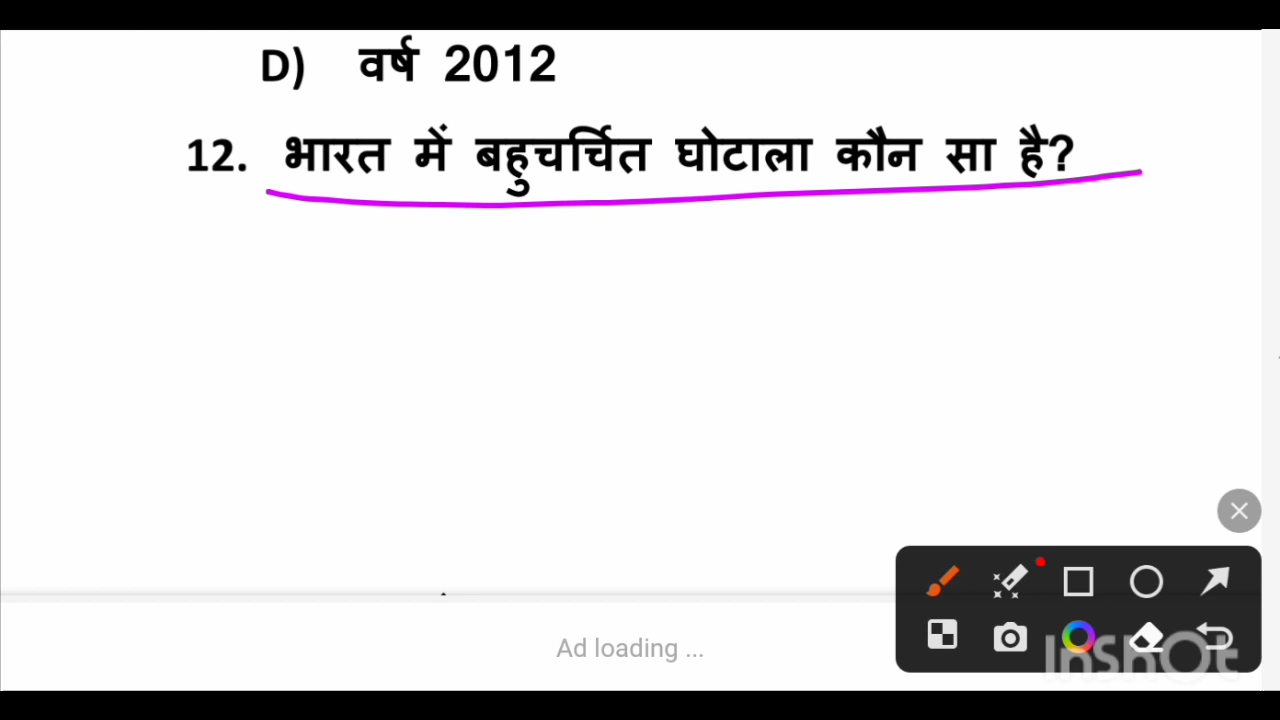 D) वर्ष 2012
12. भारत में बहुचर्चित घोटाला कौन सा है?
Ad loading ...
InShOt